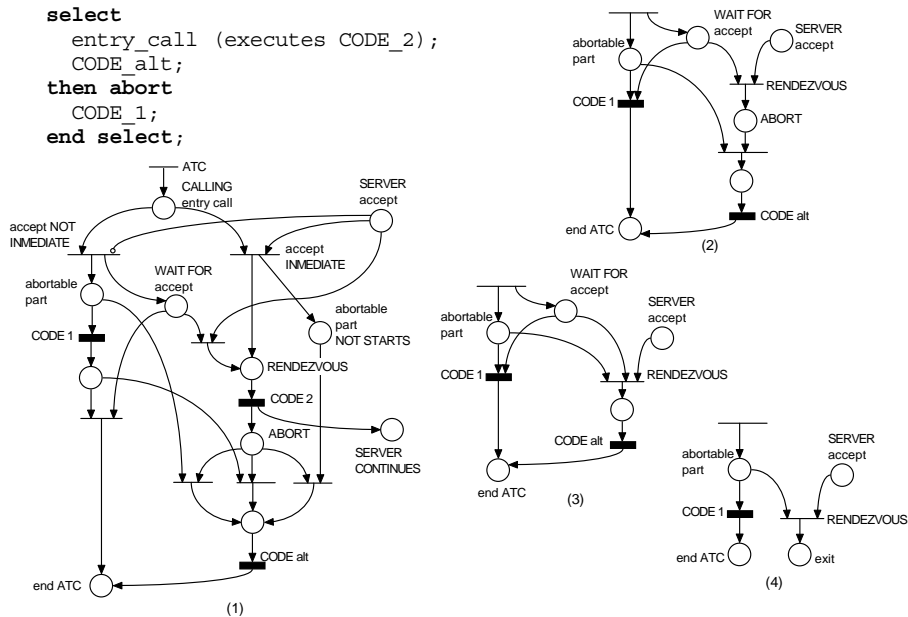 select
entry_call (executes CODE_2);
CODE_alt;
then abort
CODE_1;
end select;
ATC
CALLING
entry call
SERVER
accept
accept NOT
INMEDIATE
accept
INMEDIATE
WAIT FOR
accept
abortable
part
abortable
part
NOT STARTS
CODE 1
RENDEZVOUS
CODE 2
ABORT
SERVER
CONTINUES
CODE alt
end ATC
(1)
WAIT FOR
accept
SERVER
accept
abortable
part
RENDEZVOUS
CODE 1
ABORT
CODE alt
end ATC
(2)
WAIT FOR
accept
SERVER
accept
abortable
part
CODE 1
RENDEZVOUS
CODE alt
end ATC
(3)
SERVER
accept
abortable
part
CODE 1
RENDEZVOUS
end ATC
exit
(4)